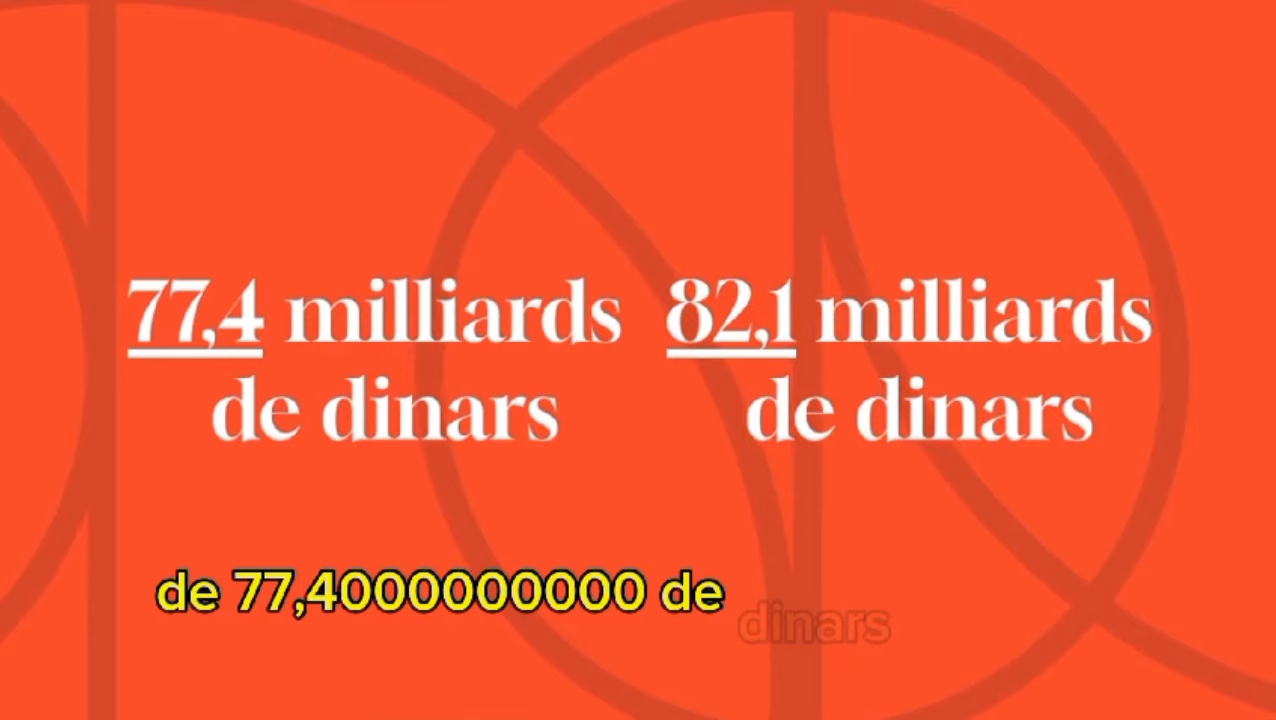 77,4 milliards 82,1 milliards
de dinars de dinars
de 77,4000000000 de
dinars